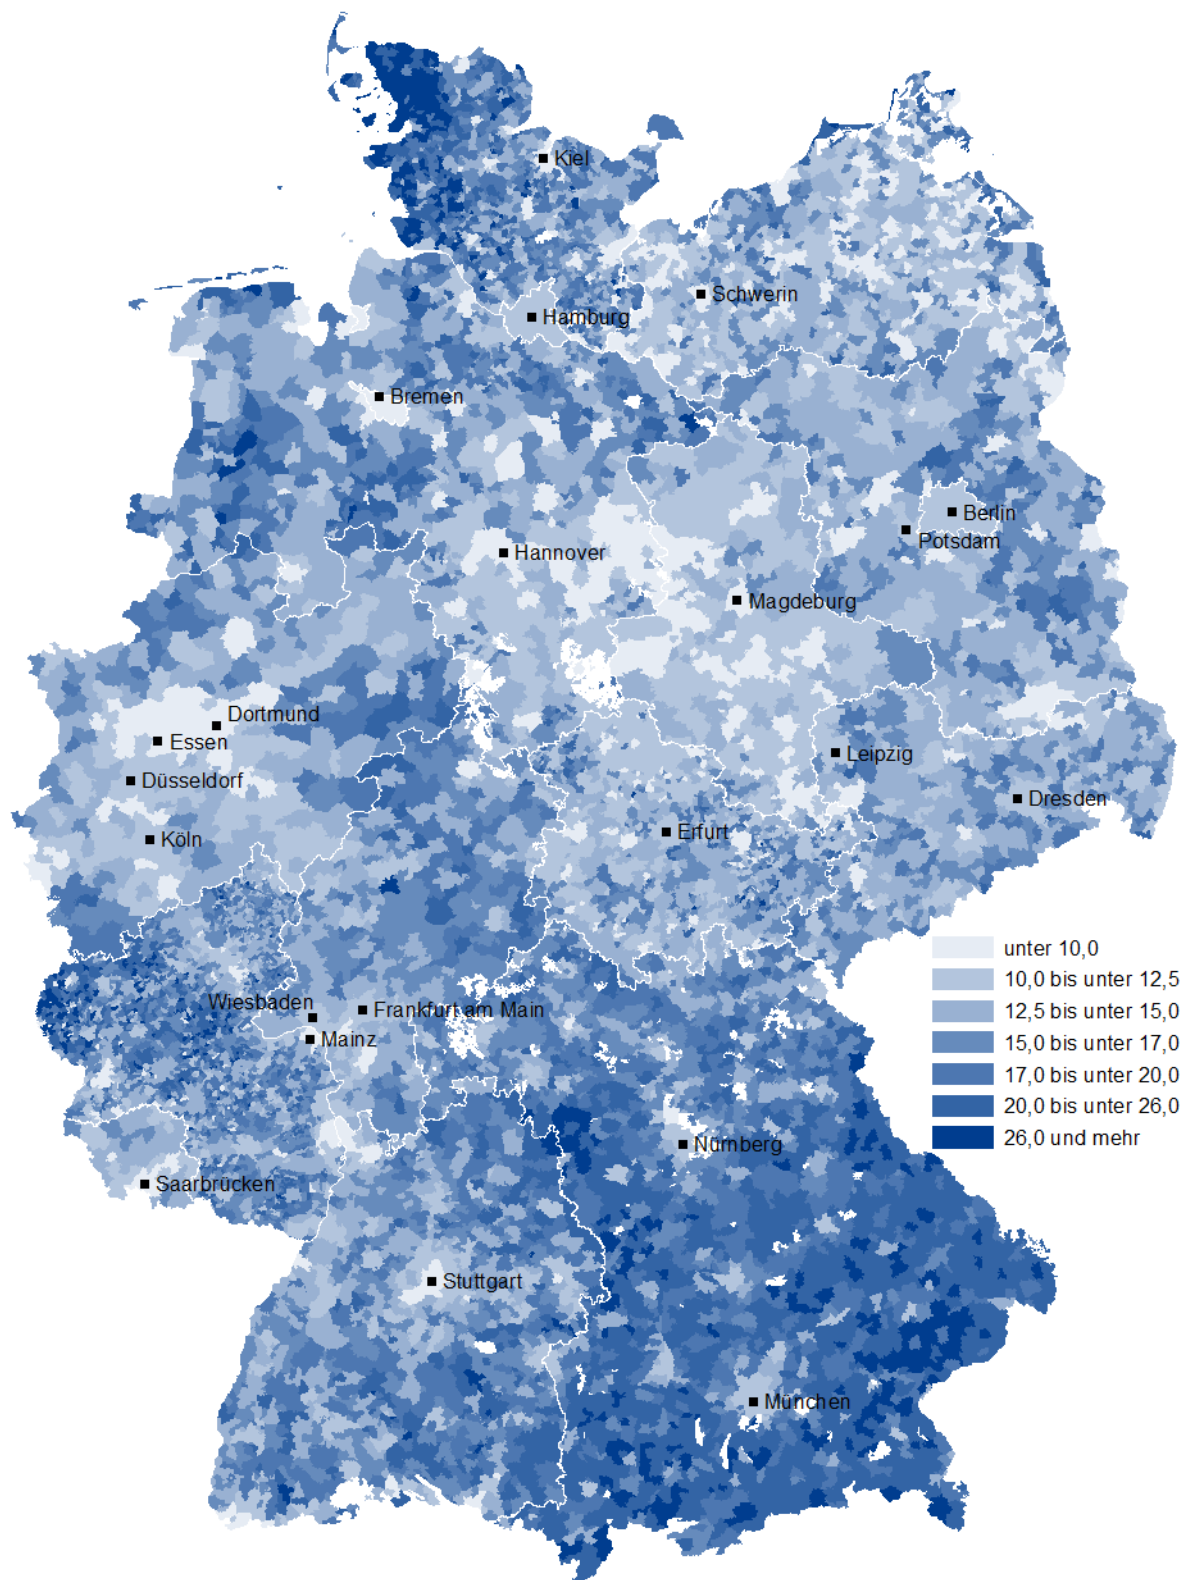 Kiel
Schwerin
Hamburg
Bremen
Berlin
Potsdam
Hannover
Magdeburg
Dortmund
Essen
Leipzig
Düsseldorf
Dresden
Erfurt
Köln
unter 10,0
10,0 bis unter 12,5
12,5 bis unter 15,0
15,0 bis unter 17,0
17,0 bis unter 20,0
20,0 bis unter 26,0
26,0 und mehr
Wiesbaden
Frankfurt am Main
Mainz
Nürnberg
Saarbrücken
Stuttgart
München